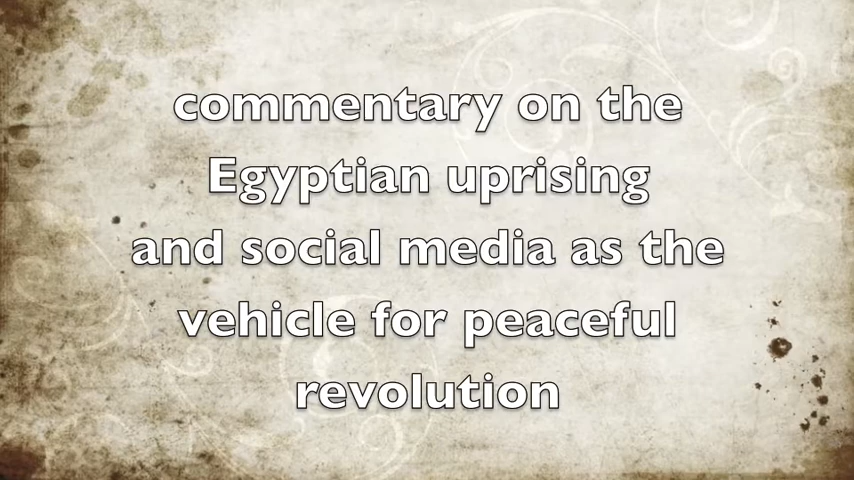 commentary on the
Egyptian uprising
and social media as the
vehicle for peaceful
revolution